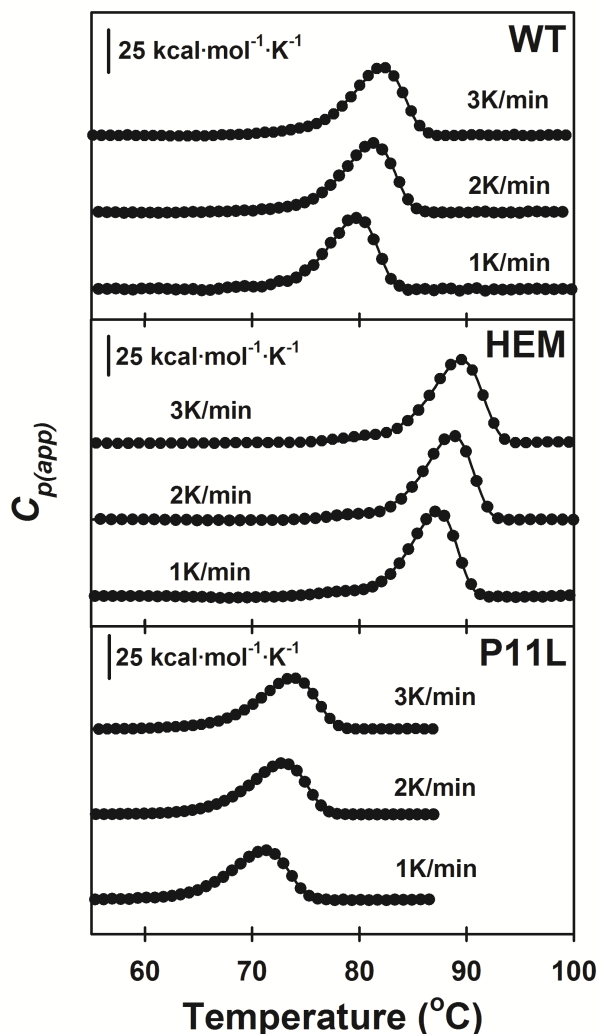 25 kcal·mol⁻¹·K⁻¹
WT
3K/min
2K/min
1K/min
25 kcal·mol⁻¹·K⁻¹
HEM
3K/min
2K/min
1K/min
25 kcal·mol⁻¹·K⁻¹
P11L
3K/min
2K/min
1K/min
C p(app)
60 70 80 90 100
Temperature (°C)